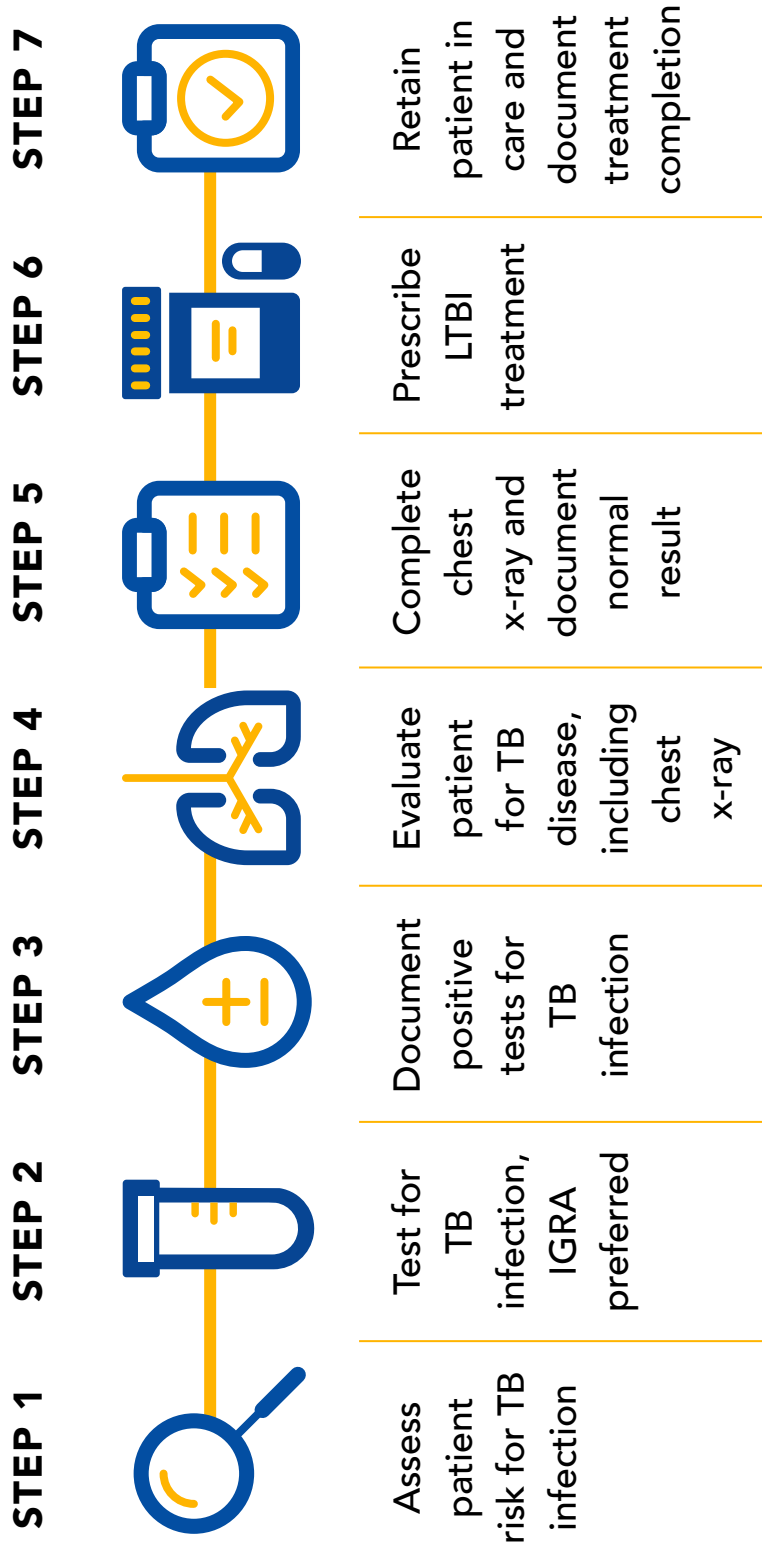 STEP 1
Assess
patient
risk for TB
infection
STEP 2
Test for
TB
infection,
IGRA
preferred
STEP 3
Document
positive
tests for
TB
infection
STEP 4
Evaluate
patient
for TB
disease,
including
chest
x-ray
STEP 5
Complete
chest
x-ray and
document
normal
result
STEP 6
Prescribe
LTBI
treatment
STEP 7
Retain
patient in
care and
document
treatment
completion